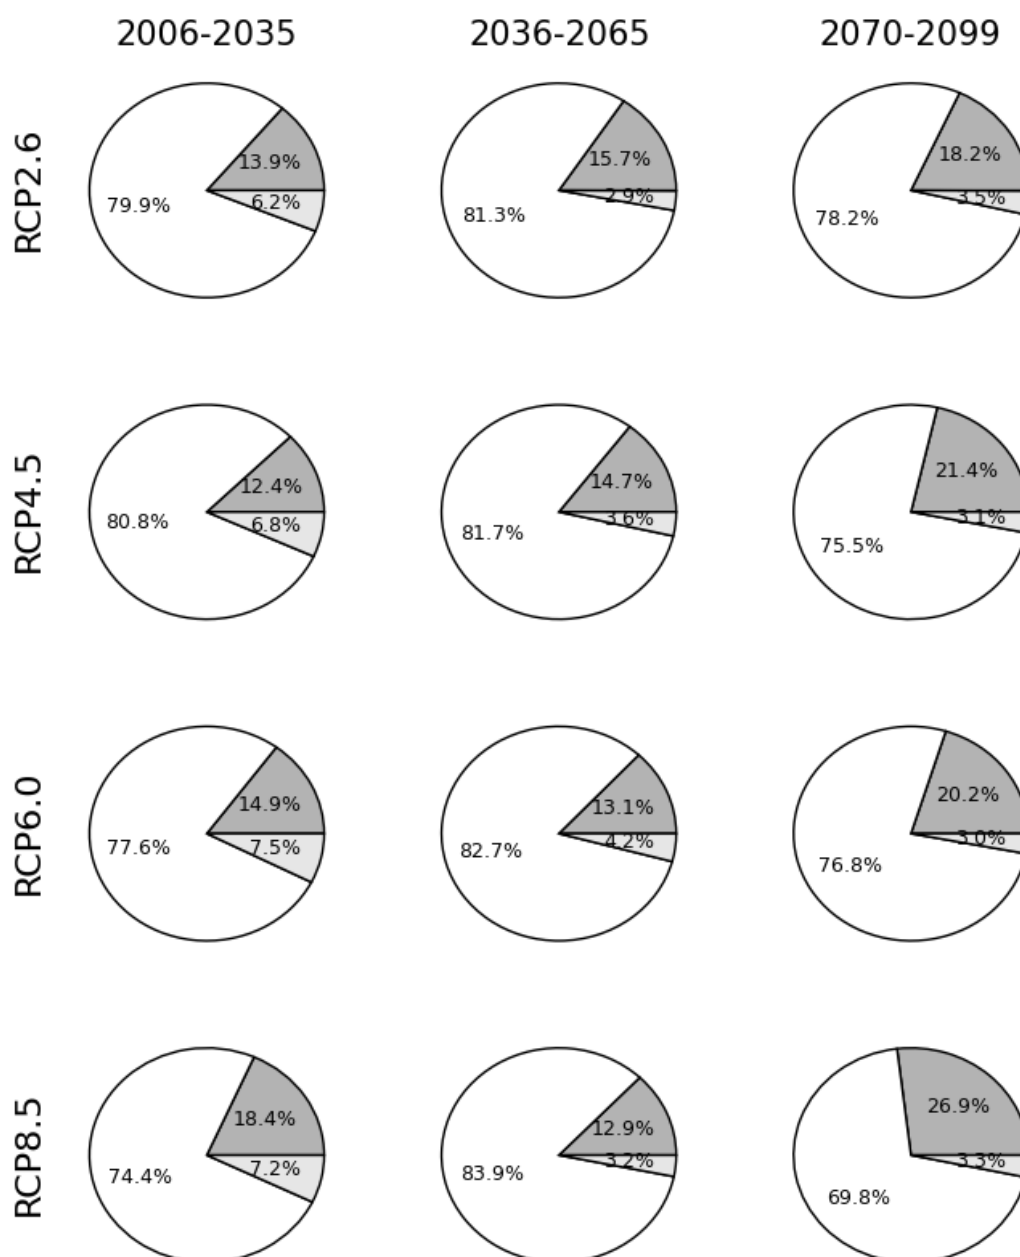 2006-2035 2036-2065 2070-2099
RCP2.6
13.9% 15.7% 18.2%
79.9% 6.2% 81.3% 2.9% 78.2% 3.5%
RCP4.5
12.4% 14.7% 21.4%
80.8% 6.8% 81.7% 3.6% 75.5% 3.1%
RCP6.0
14.9% 13.1% 20.2%
77.6% 7.5% 82.7% 4.2% 76.8% 3.0%
RCP8.5
18.4% 12.9% 26.9%
74.4% 7.2% 83.9% 3.2% 69.8% 3.3%